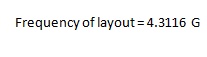 Frequency of layout = 4.3116 G